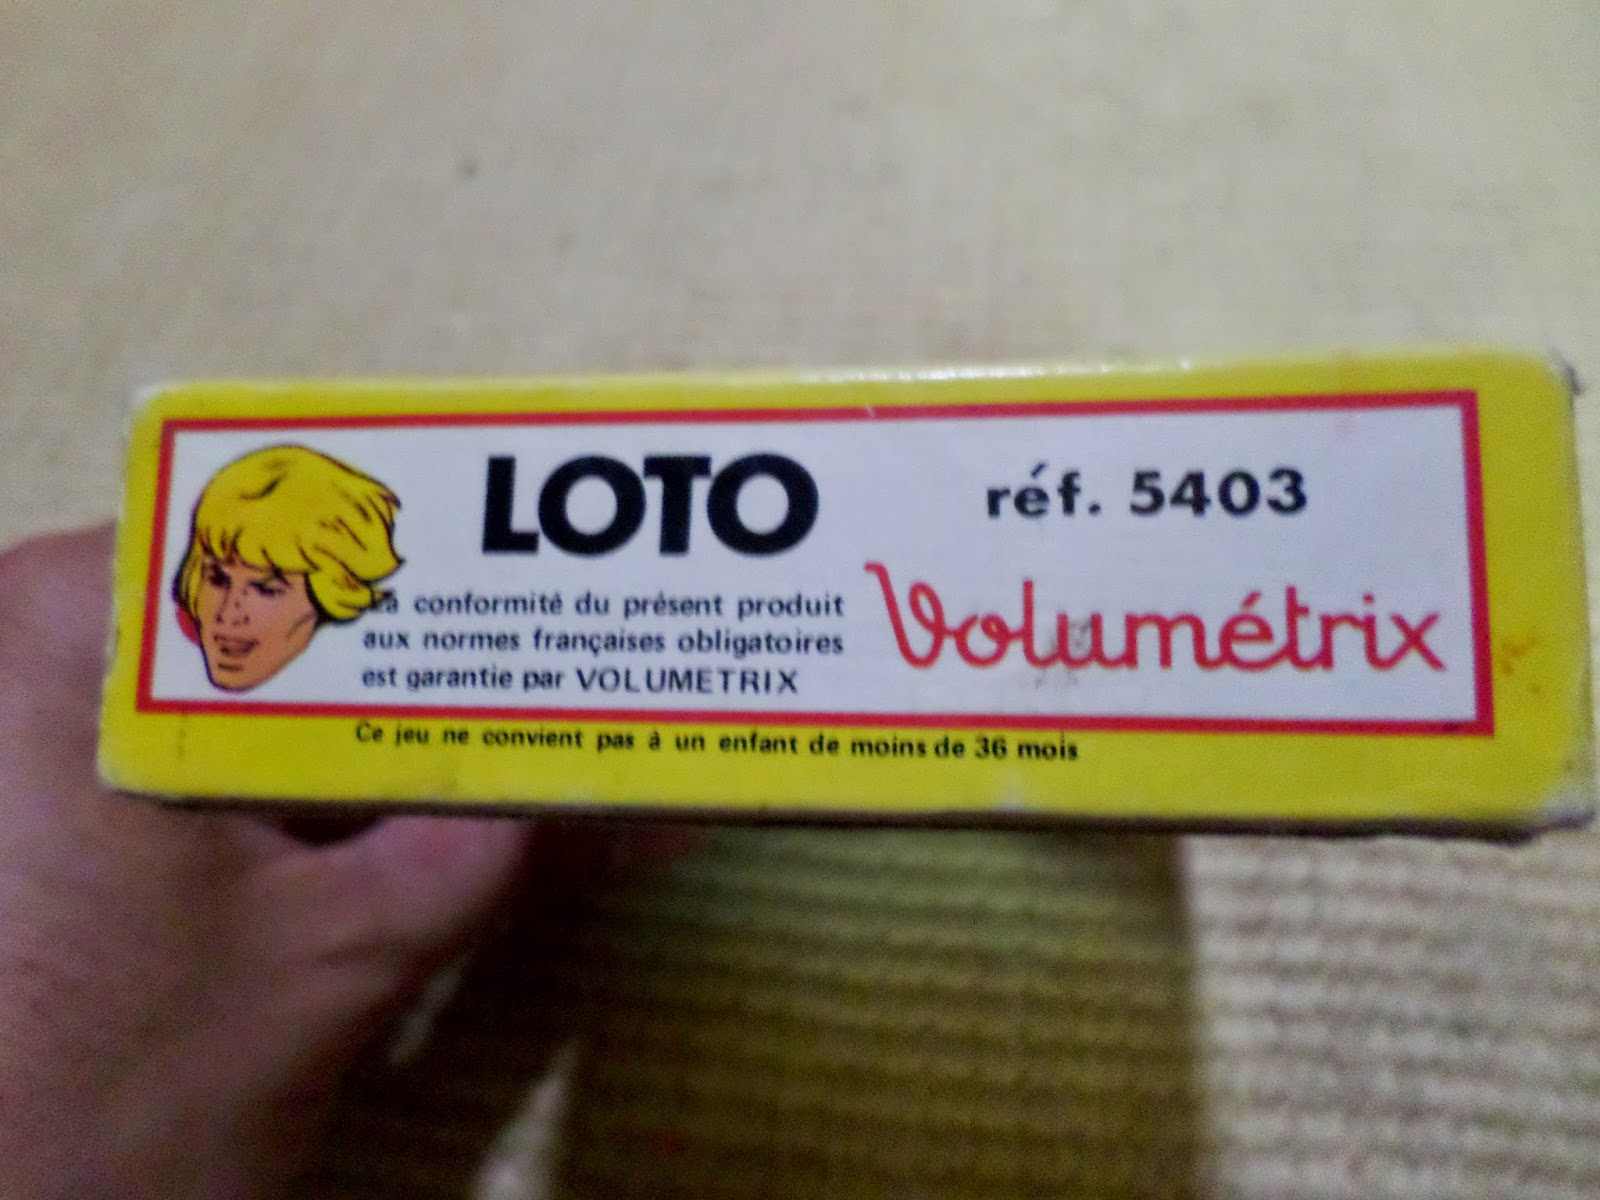 LOTO
réf. 5403
La conformité du présent produit
aux normes françaises obligatoires
est garantie par VOLUMETRIX
Volumétrix
Ce jeu ne convient pas à un enfant de moins de 36 mois